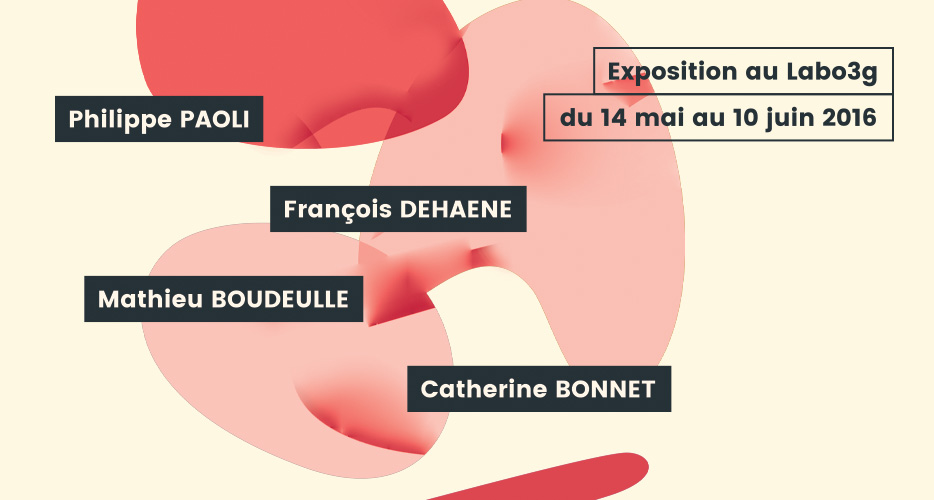 Exposition au Labo3g
du 14 mai au 10 juin 2016
Philippe PAOLI
François DEHAENE
Mathieu BOUDEULLE
Catherine BONNET